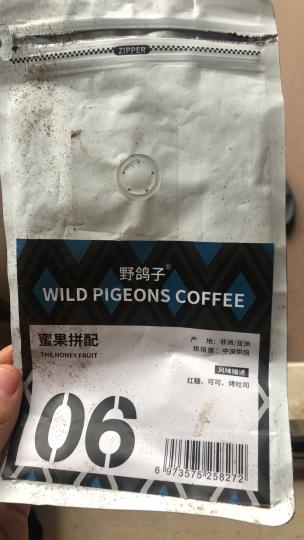 ZIPPER
野鸽子®
WILD PIGEONS COFFEE
蜜果拼配
THE HONEY FRUIT
产 地：非洲/亚洲
烘焙度：中深烘焙
风味描述
红糖、可可、烤吐司
06
6 973575 258272